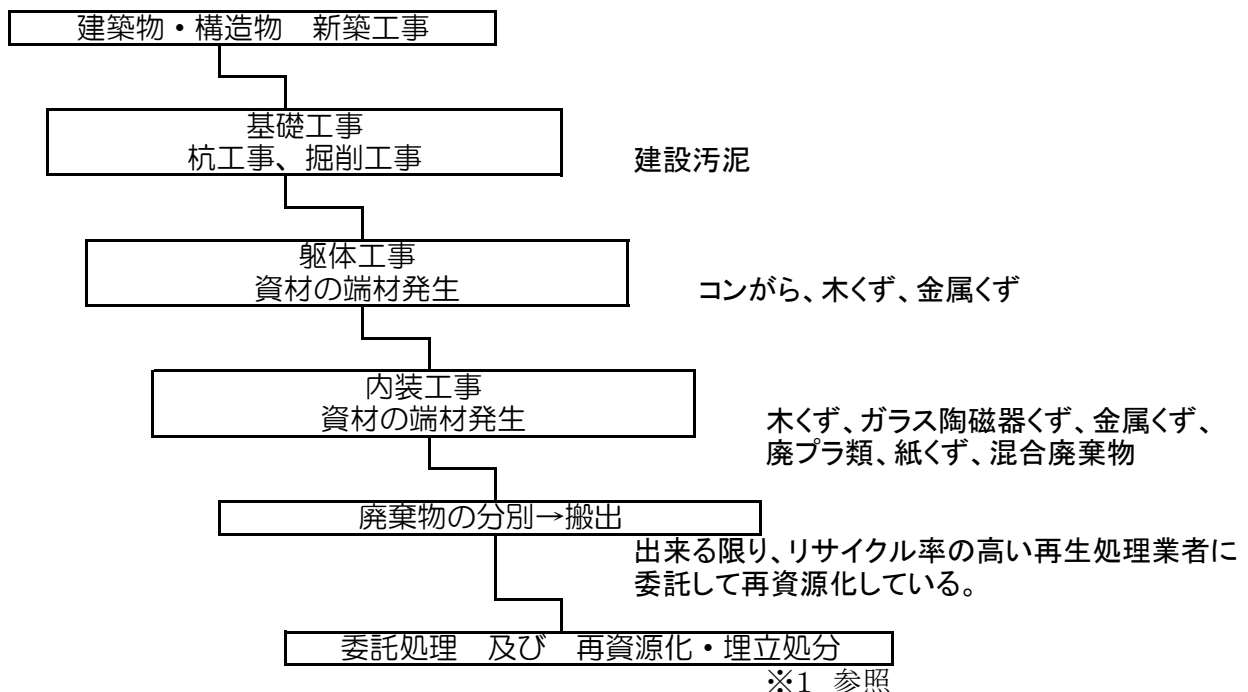 建築物・構造物　新築工事
基礎工事
杭工事、掘削工事
建設汚泥
躯体工事
資材の端材発生
コンがら、木くず、金属くず
内装工事
資材の端材発生
木くず、ガラス陶磁器くず、金属くず、
廃プラ類、紙くず、混合廃棄物
廃棄物の分別→搬出
出来る限り、リサイクル率の高い再生処理業者に
委託して再資源化している。
委託処理　及び　再資源化・埋立処分
※1　参照